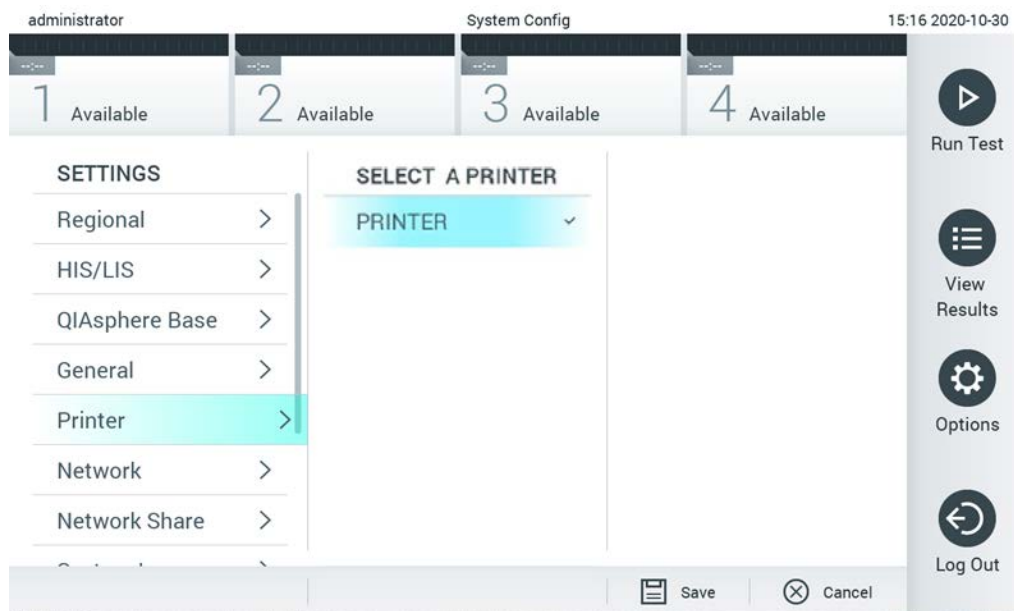 administrator System Config 15:16 2020-10-30
--:-- --:-- --:-- --:--
1 Available 2 Available 3 Available 4 Available
SETTINGS
Regional
HIS/LIS
QIAsphere Base
General
Printer
Network
Network Share
SELECT A PRINTER
PRINTER
Run Test
View
Results
Options
Log Out
Save Cancel